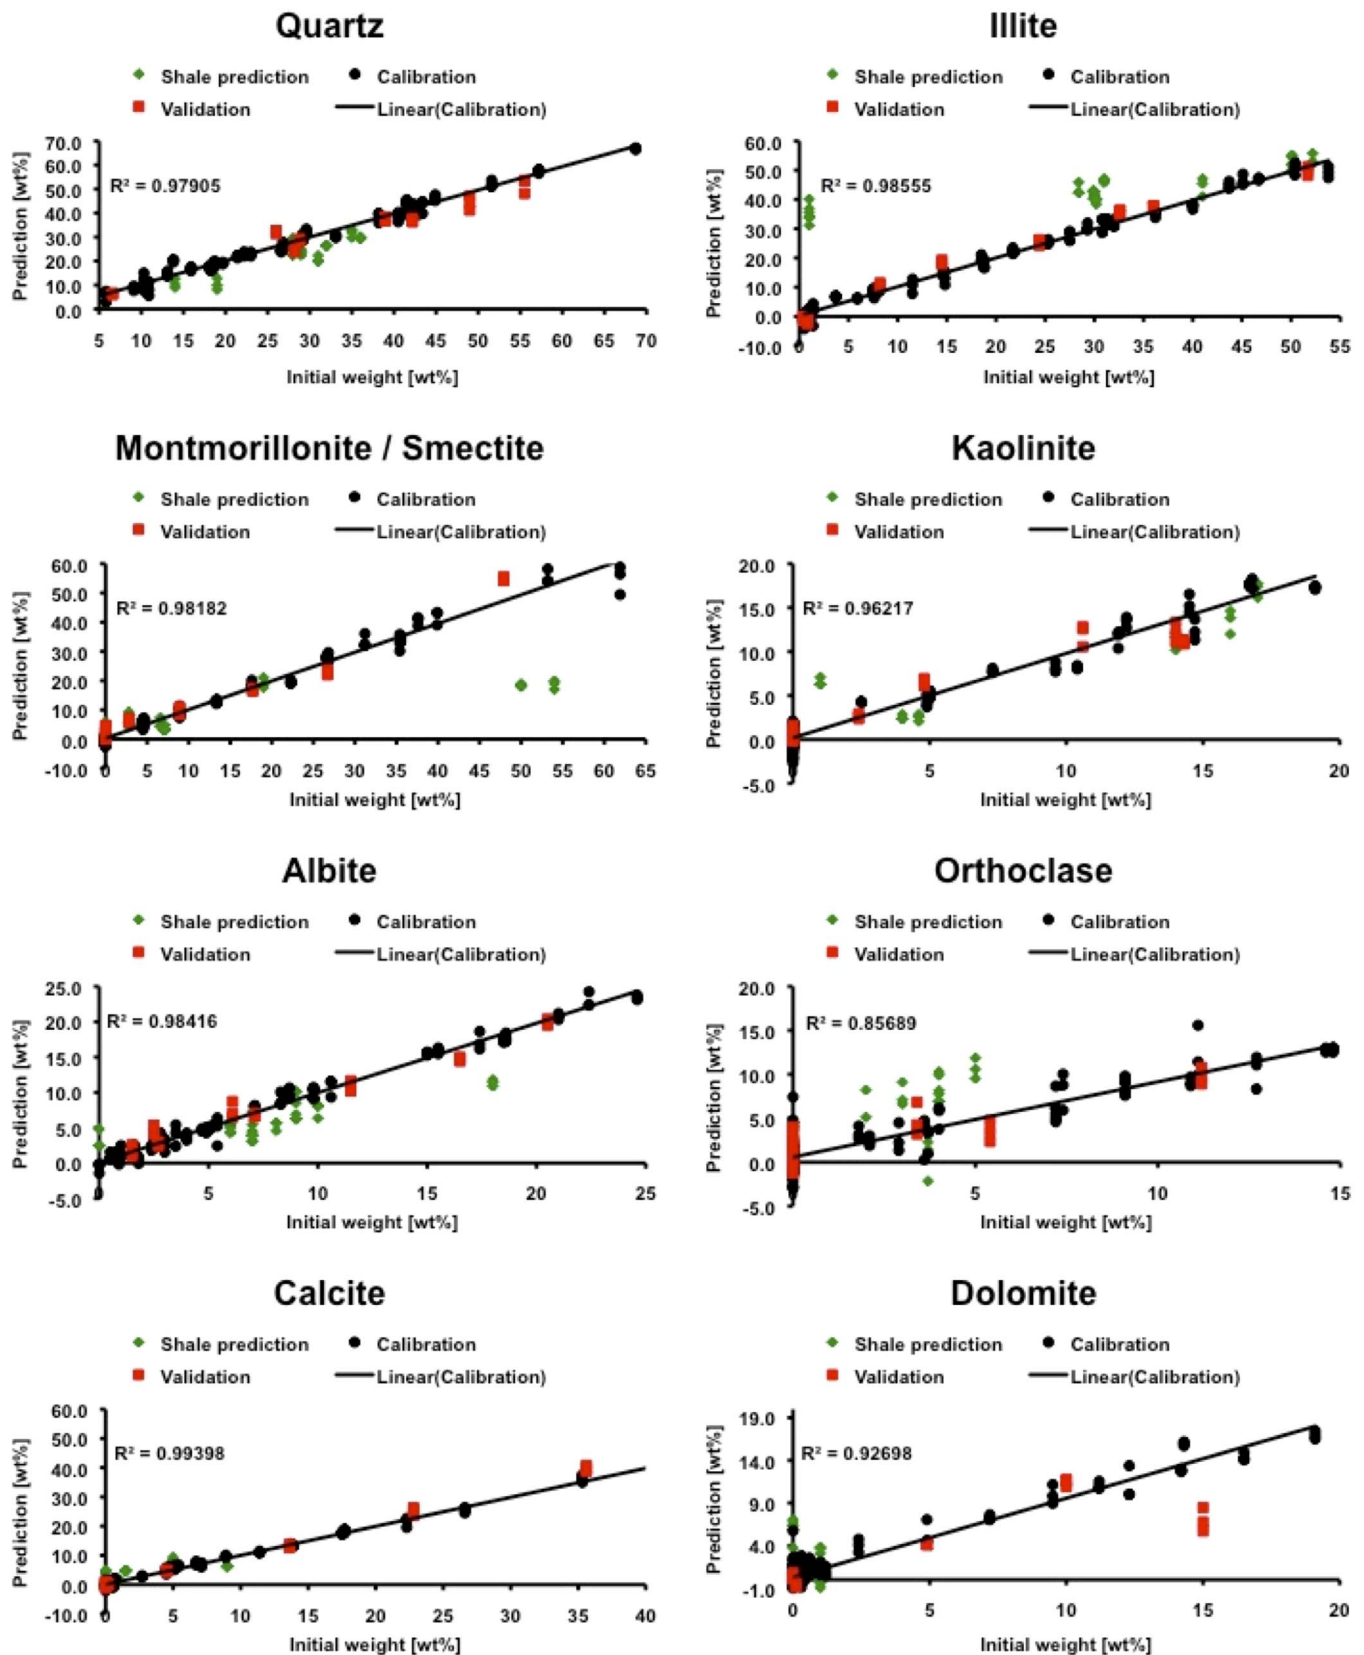 Quartz
Shale prediction Calibration
Validation Linear(Calibration)
70.0
60.0
50.0
40.0
30.0
20.0
10.0
0.0
Prediction [wt%]
R² = 0.97905
5 10 15 20 25 30 35 40 45 50 55 60 65 70
Initial weight [wt%]
Illite
Shale prediction Calibration
Validation Linear(Calibration)
60.0
50.0
40.0
30.0
20.0
10.0
0.0
-10.0
Prediction [wt%]
R² = 0.98555
0 5 10 15 20 25 30 35 40 45 50 55
Initial weight [wt%]
Montmorillonite / Smectite
Shale prediction Calibration
Validation Linear(Calibration)
60.0
50.0
40.0
30.0
20.0
10.0
0.0
-10.0
Prediction [wt%]
R² = 0.98182
0 5 10 15 20 25 30 35 40 45 50 55 60 65
Initial weight [wt%]
Kaolinite
Shale prediction Calibration
Validation Linear(Calibration)
20.0
15.0
10.0
5.0
0.0
-5.0
Prediction [wt%]
R² = 0.96217
5 10 15 20
Initial weight [wt%]
Albite
Shale prediction Calibration
Validation Linear(Calibration)
25.0
20.0
15.0
10.0
5.0
0.0
-5.0
Prediction [wt%]
R² = 0.98416
0 5 10 15 20 25
Initial weight [wt%]
Orthoclase
Shale prediction Calibration
Validation Linear(Calibration)
20.0
15.0
10.0
5.0
0.0
-5.0
Prediction [wt%]
R² = 0.85689
5 10 15
Initial weight [wt%]
Calcite
Shale prediction Calibration
Validation Linear(Calibration)
60.0
50.0
40.0
30.0
20.0
10.0
0.0
-10.0
Prediction [wt%]
R² = 0.99398
0 5 10 15 20 25 30 35 40
Initial weight [wt%]
Dolomite
Shale prediction Calibration
Validation Linear(Calibration)
19.0
14.0
9.0
4.0
-1.0
Prediction [wt%]
R² = 0.92698
0 5 10 15 20
Initial weight [wt%]